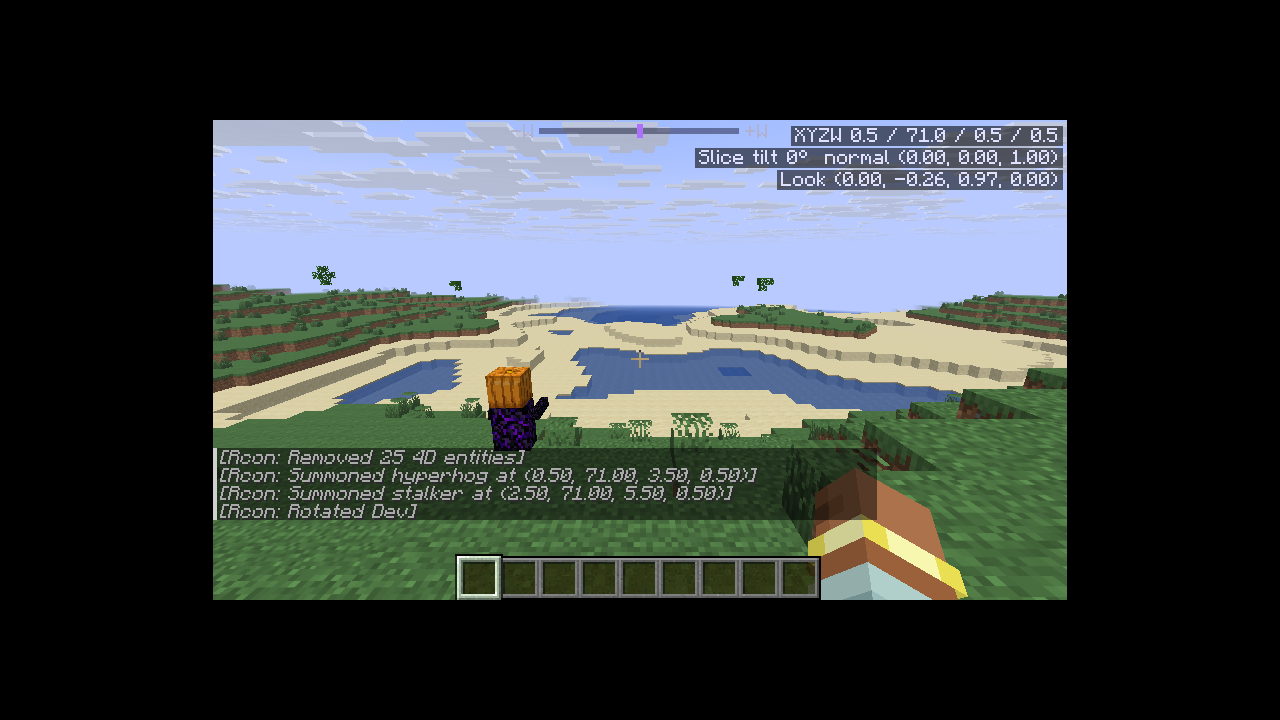 -W +W
XYZW 0.5 / 71.0 / 0.5 / 0.5
Slice tilt 0° normal (0.00, 0.00, 1.00)
Look (0.00, -0.26, 0.97, 0.00)
[Rcon: Removed 25 4D entities]
[Rcon: Summoned hyperhog at (0.50, 71.00, 3.50, 0.50)]
[Rcon: Summoned stalker at (2.50, 71.00, 5.50, 0.50)]
[Rcon: Rotated Dev]